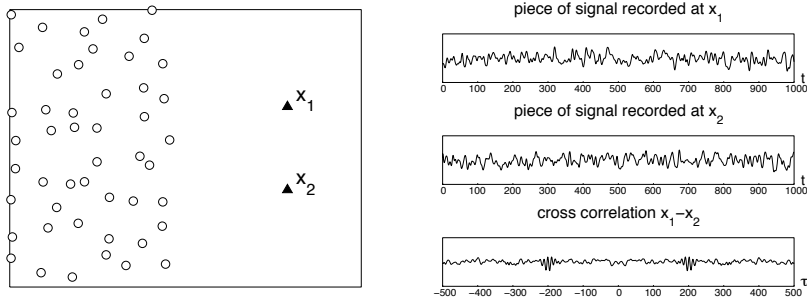 x1
x2
piece of signal recorded at x1
0 100 200 300 400 500 600 700 800 900 1000
t
piece of signal recorded at x2
0 100 200 300 400 500 600 700 800 900 1000
t
cross correlation x1−x2
−500 −400 −300 −200 −100 0 100 200 300 400 500
τ